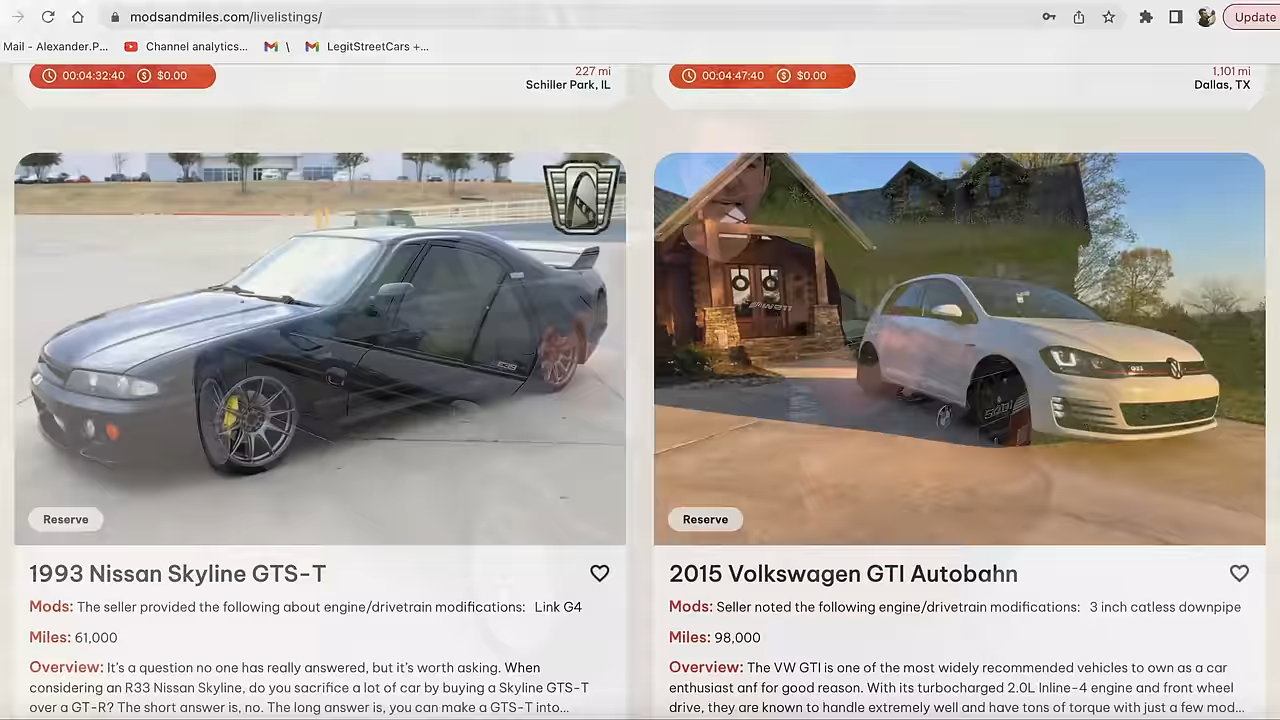 modsandmiles.com/livelistings/
Update
Mail - Alexander.P...
Channel analytics...
\
LegitStreetCars +...
00:04:32:40
$0.00
227 mi
Schiller Park, IL
00:04:47:40
$0.00
1,101 mi
Dallas, TX
Reserve
Reserve
1993 Nissan Skyline GTS-T
Mods: The seller provided the following about engine/drivetrain modifications: Link G4
Miles: 61,000
Overview: It's a question no one has really answered, but it's worth asking. When
considering an R33 Nissan Skyline, do you sacrifice a lot of car by buying a Skyline GTS-T
over a GT-R? The short answer is, no. The long answer is, you can make a GTS-T into...
2015 Volkswagen GTI Autobahn
Mods: Seller noted the following engine/drivetrain modifications: 3 inch catless downpipe
Miles: 98,000
Overview: The VW GTI is one of the most widely recommended vehicles to own as a car
enthusiast anf for good reason. With its turbocharged 2.0L Inline-4 engine and front wheel
drive, they are known to handle extremely well and have tons of torque with just a few mod...